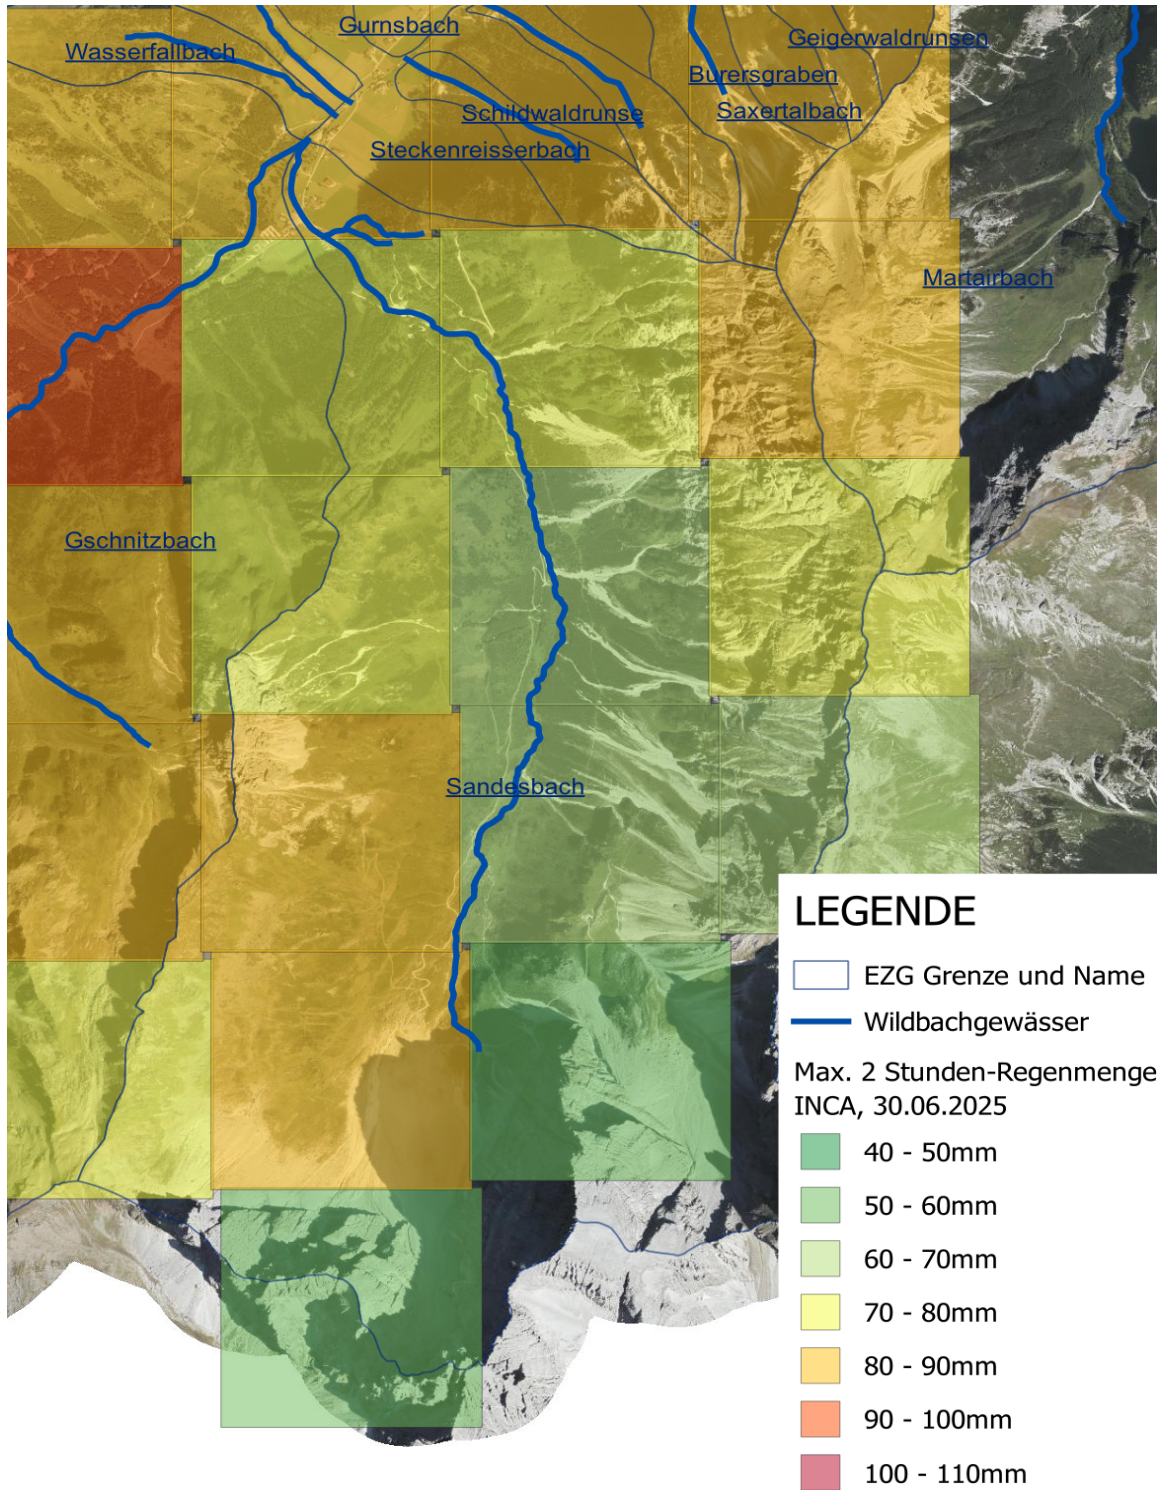 Gurnsbach
Geigerwaldrunsen
Wasserfallbach
Burersgraben
Schildwaldrunse
Saxertalbach
Steckenreisserbach
Martairbach
Gschnitzbach
Sandesbach
LEGENDE
EZG Grenze und Name
Wildbachgewässer
Max. 2 Stunden-Regenmenge
INCA, 30.06.2025
40 - 50mm
50 - 60mm
60 - 70mm
70 - 80mm
80 - 90mm
90 - 100mm
100 - 110mm